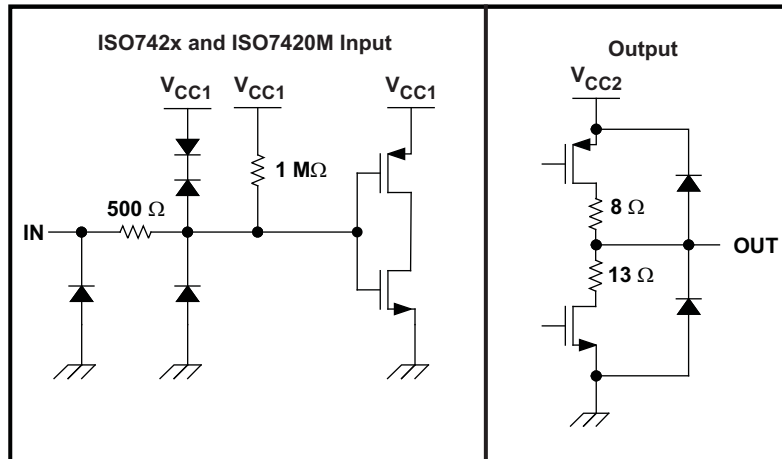 ISO742x and ISO7420M Input
VCC1
VCC1
VCC1
1 MΩ
500 Ω
IN
Output
VCC2
8 Ω
OUT
13 Ω